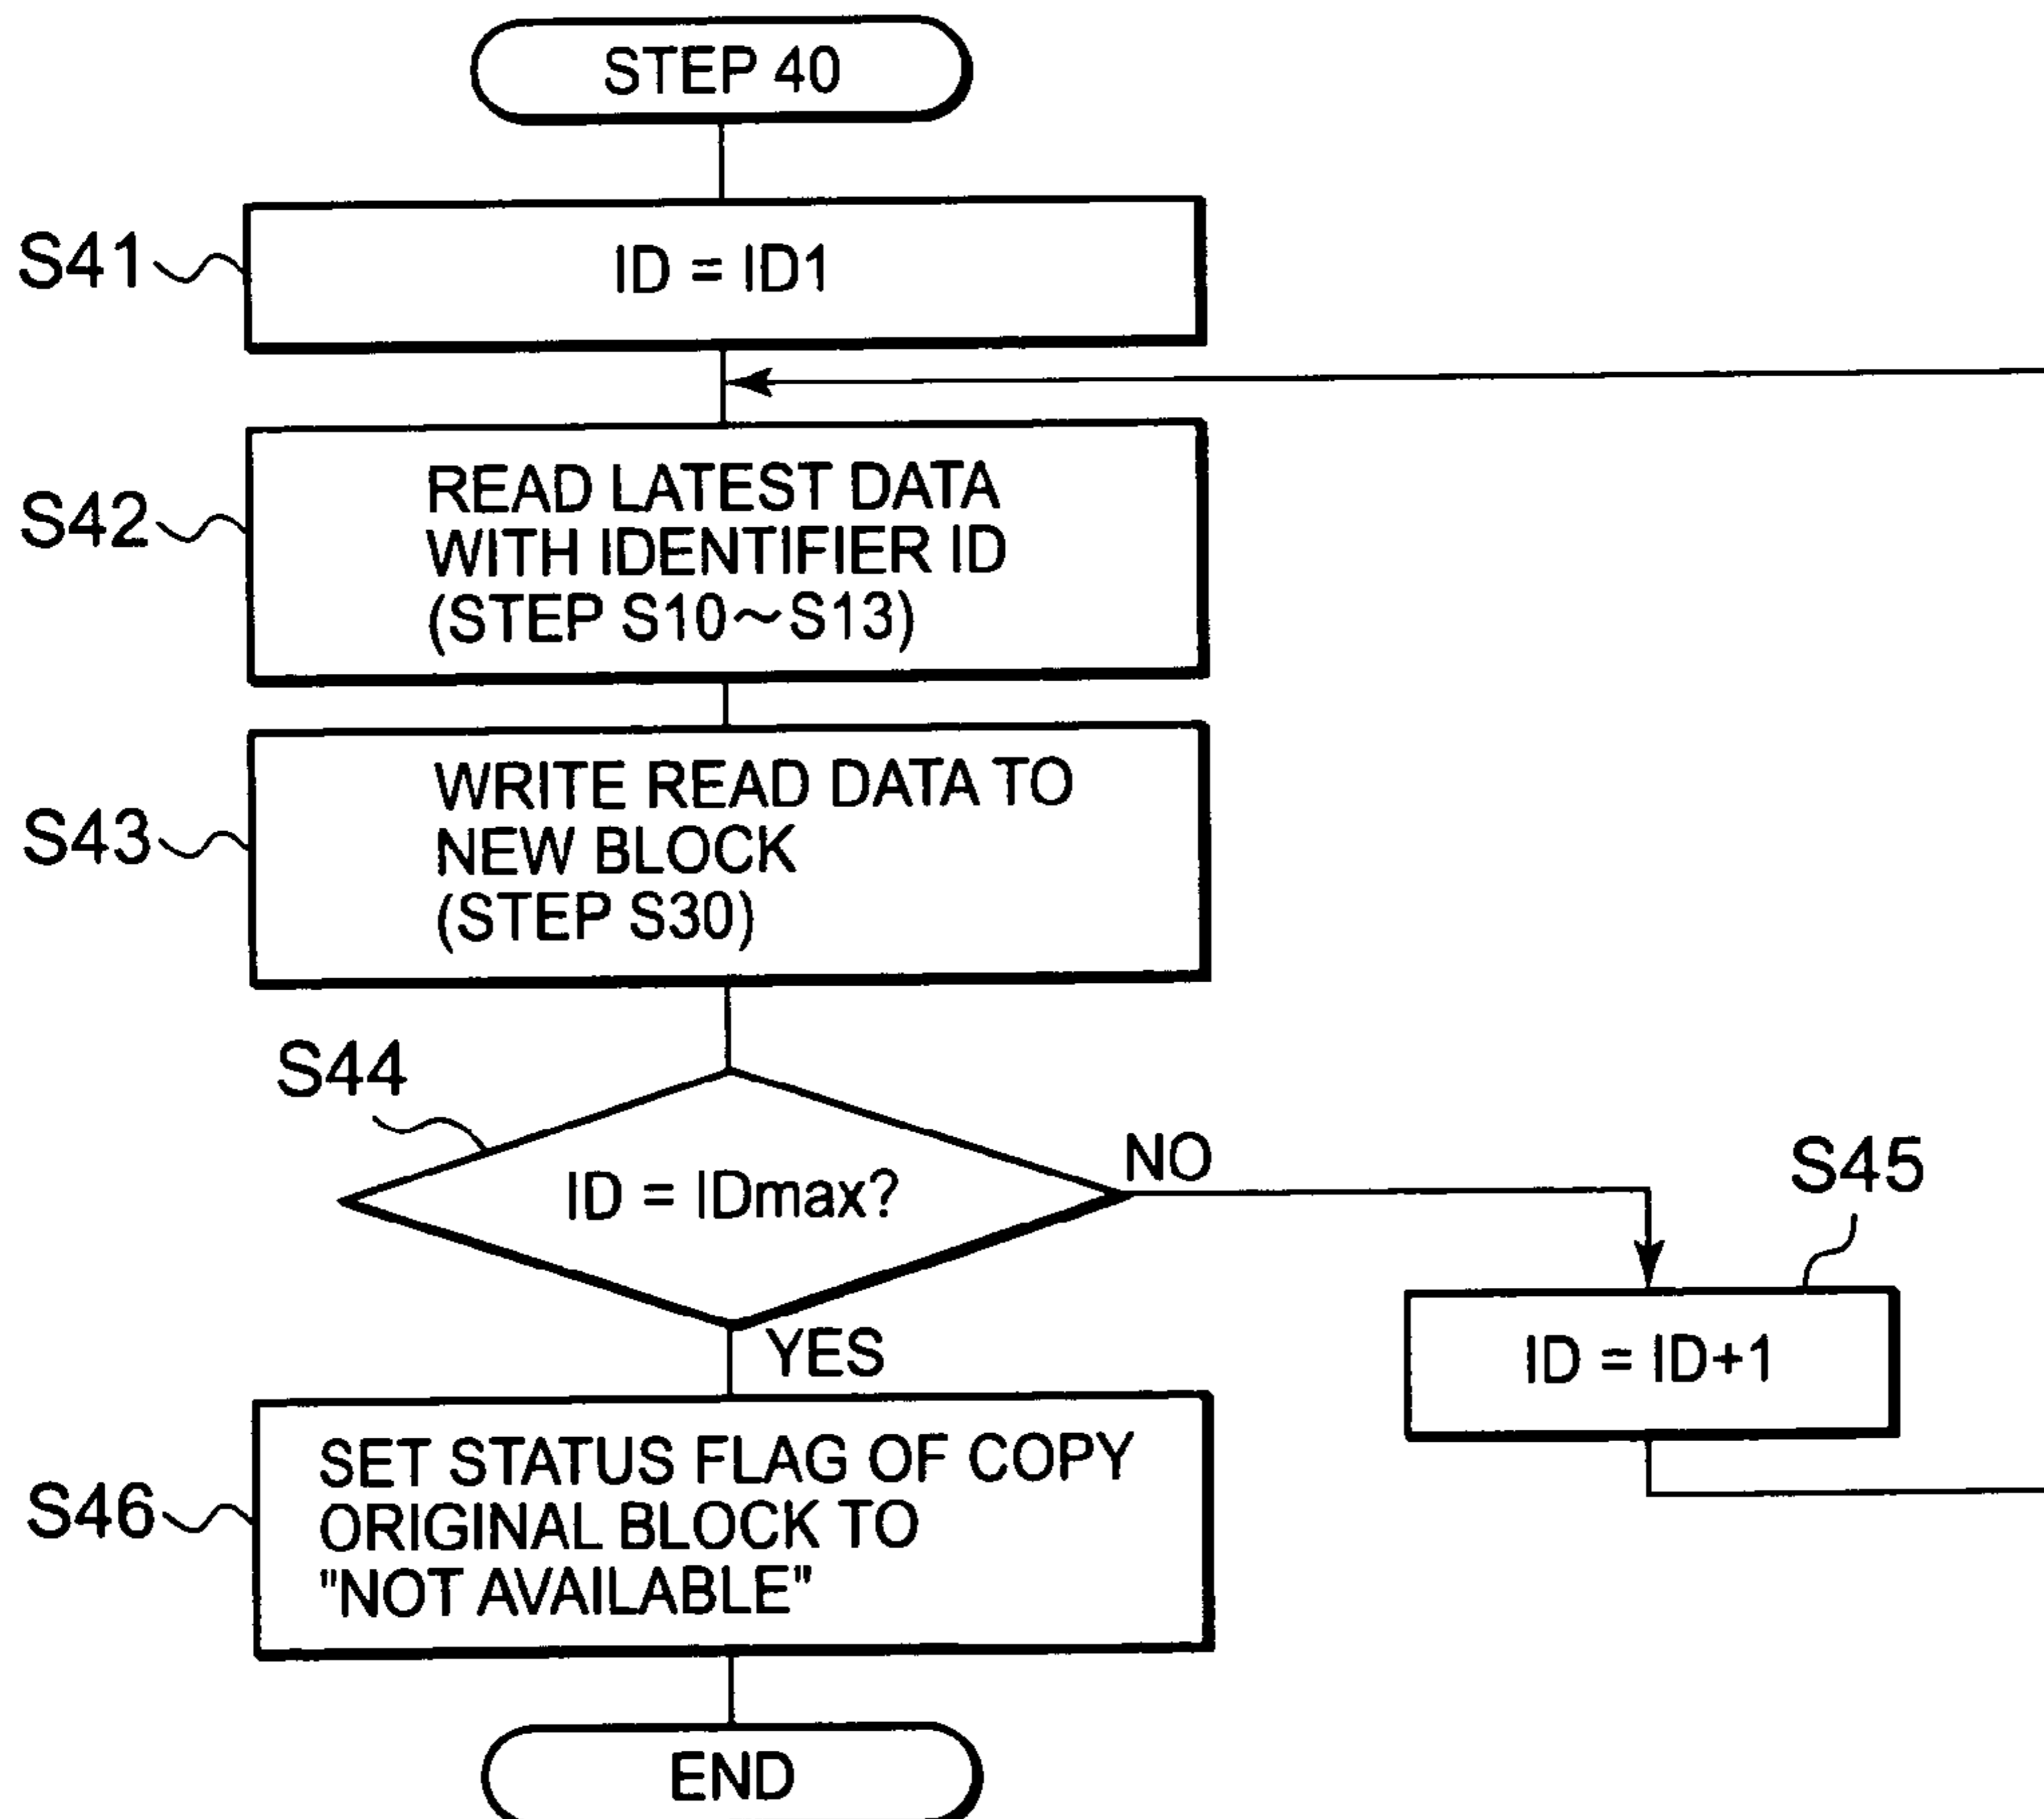 STEP 40
S41
ID = ID1
S42
READ LATEST DATA
WITH IDENTIFIER ID
(STEP S10~S13)
S43
WRITE READ DATA TO
NEW BLOCK
(STEP S30)
S44
ID = IDmax?
NO
S45
ID = ID+1
YES
S46
SET STATUS FLAG OF COPY
ORIGINAL BLOCK TO
"NOT AVAILABLE"
END